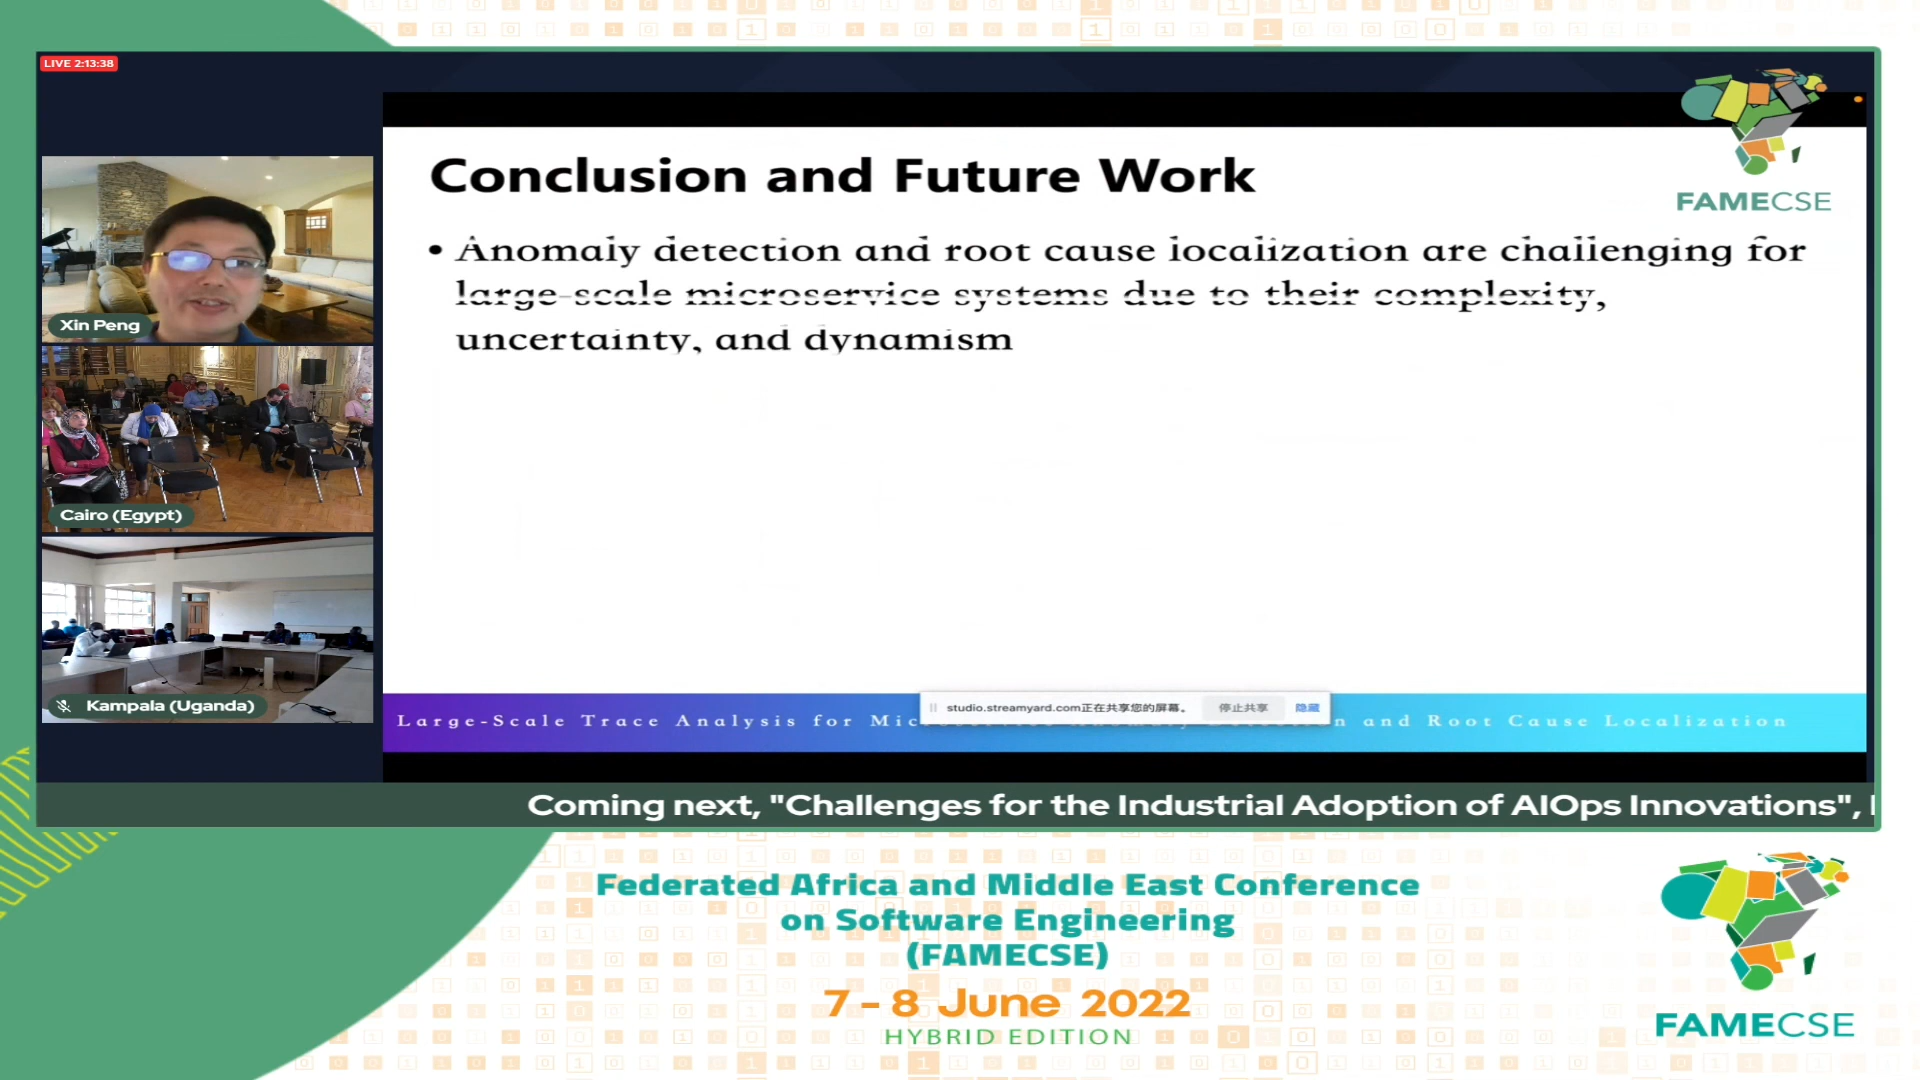 LIVE 2:13:38
FAMECSE
Conclusion and Future Work
• Anomaly detection and root cause localization are challenging for
large-scale microservice systems due to their complexity,
uncertainty, and dynamism
Xin Peng
Cairo (Egypt)
Kampala (Uganda)
studio.streamyard.com正在共享您的屏幕。 停止共享 隐藏
Large-Scale Trace Analysis for and Root Cause Localization
Coming next, "Challenges for the Industrial Adoption of AIOps Innovations",
Federated Africa and Middle East Conference
on Software Engineering
(FAMECSE)
7 - 8 June 2022
HYBRID EDITION
FAMECSE